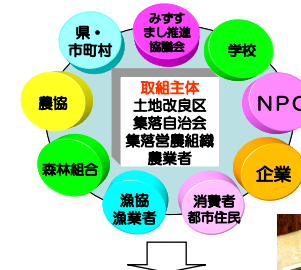 みずす
まし推進
協議会
県・
市町村
学校
農協
NPO
取組主体
土地改良区
集落自治会
集落営農組織
農業者
森林組合
企業
漁協
漁業者
消費者
都市住民